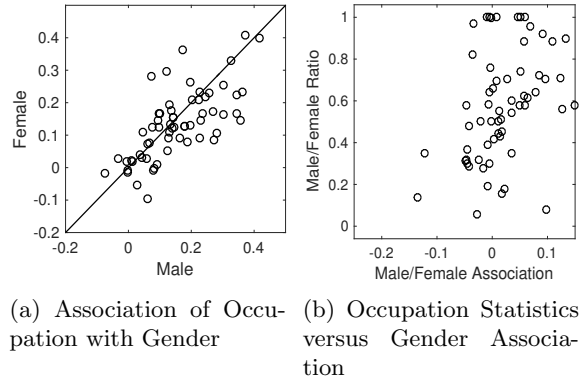 0.4
0.3
0.2
0.1
0
-0.1
-0.2
Female
-0.2 0 0.2 0.4
Male
1
0.8
0.6
0.4
0.2
0
Male/Female Ratio
-0.2 -0.1 0 0.1
Male/Female Association
(a) Association of Occu-
pation with Gender
(b) Occupation Statistics
versus Gender Associa-
tion